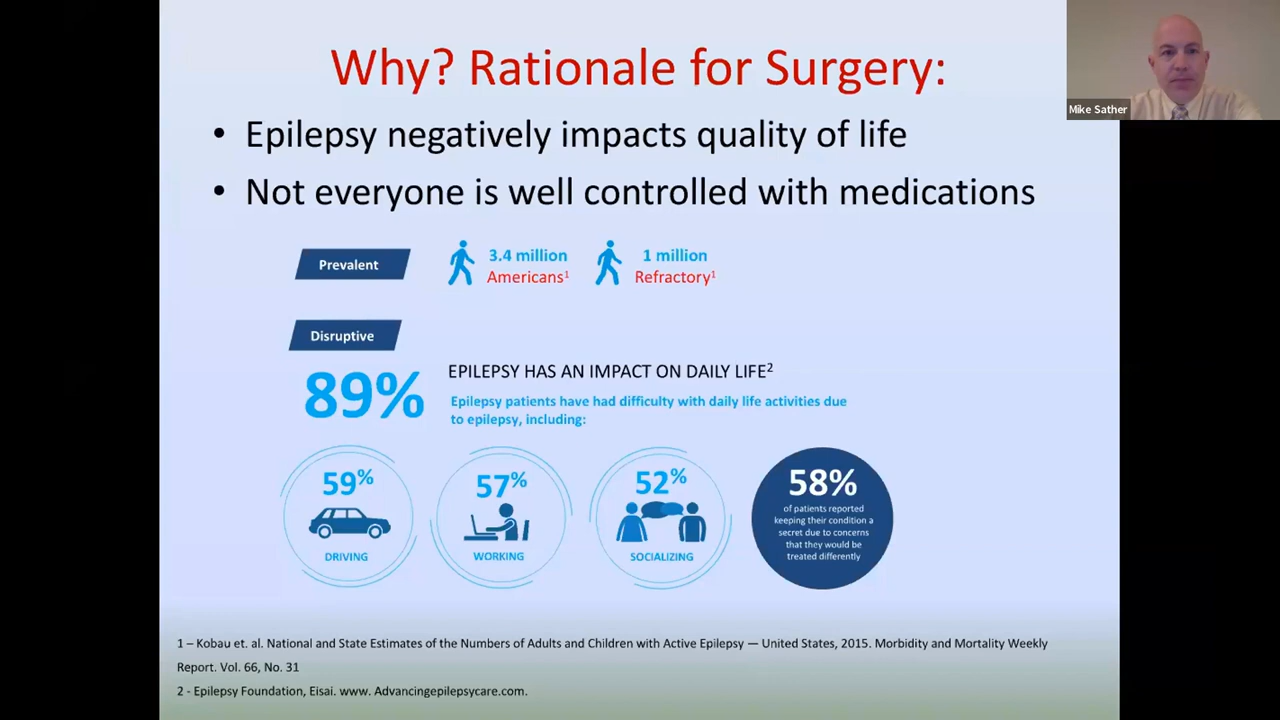 Why? Rationale for Surgery:
Mike Sather
• Epilepsy negatively impacts quality of life
• Not everyone is well controlled with medications
Prevalent
3.4 million
Americans¹
1 million
Refractory¹
Disruptive
89%
EPILEPSY HAS AN IMPACT ON DAILY LIFE²
Epilepsy patients have had difficulty with daily life activities due
to epilepsy, including:
59%
DRIVING
57%
WORKING
52%
SOCIALIZING
58%
of patients reported
keeping their condition a
secret due to concerns
that they would be
treated differently
1 – Kobau et. al. National and State Estimates of the Numbers of Adults and Children with Active Epilepsy — United States, 2015. Morbidity and Mortality Weekly
Report. Vol. 66, No. 31
2 - Epilepsy Foundation, Eisai. www. Advancingepilepsycare.com.